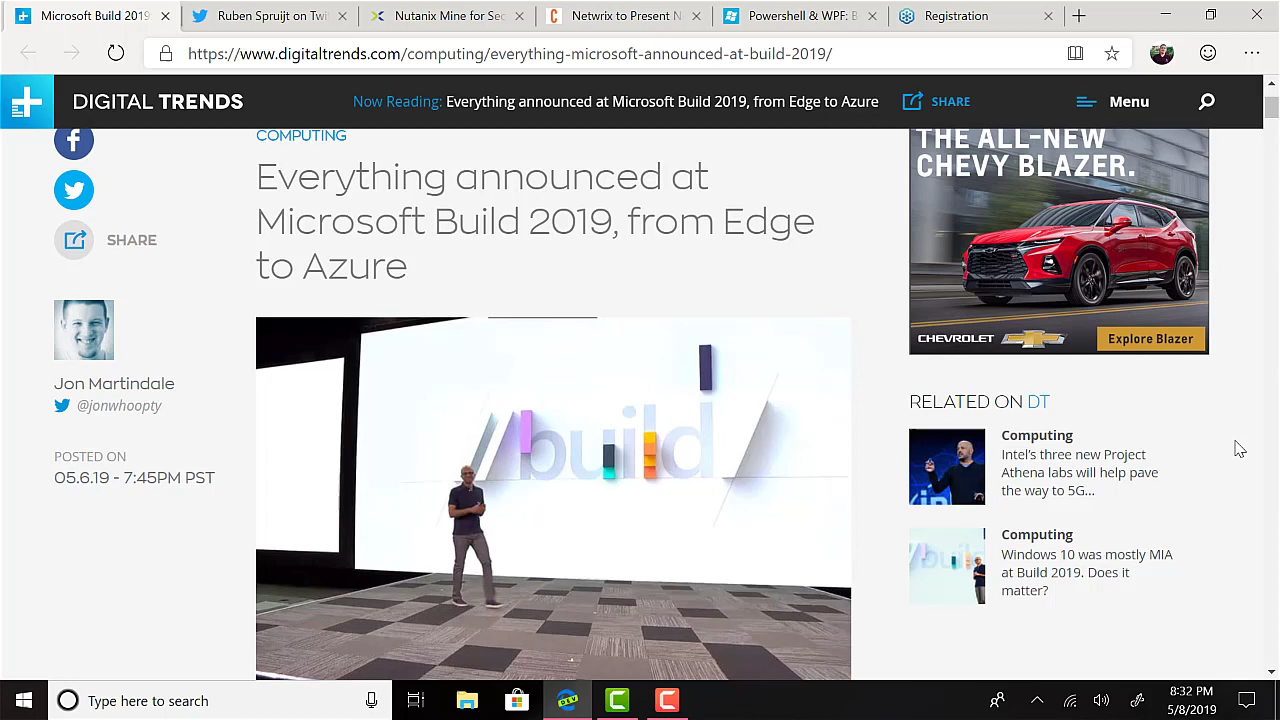 Microsoft Build 2019
Ruben Spruijt on Twi
Nutanix Mine for Sec
Netwrix to Present N
Powershell & WPF: B
Registration
https://www.digitaltrends.com/computing/everything-microsoft-announced-at-build-2019/
DIGITAL TRENDS
Now Reading: Everything announced at Microsoft Build 2019, from Edge to Azure
SHARE
Menu
COMPUTING
Everything announced at
Microsoft Build 2019, from Edge
to Azure
SHARE
Jon Martindale
@jonwhoopty
POSTED ON
05.6.19 - 7:45PM PST
//build/
THE ALL-NEW
CHEVY BLAZER.
CHEVROLET
Explore Blazer
RELATED ON DT
Computing
Intel's three new Project
Athena labs will help pave
the way to 5G...
Computing
Windows 10 was mostly MIA
at Build 2019. Does it
matter?
Type here to search
DEV
8:32 PM
5/8/2019